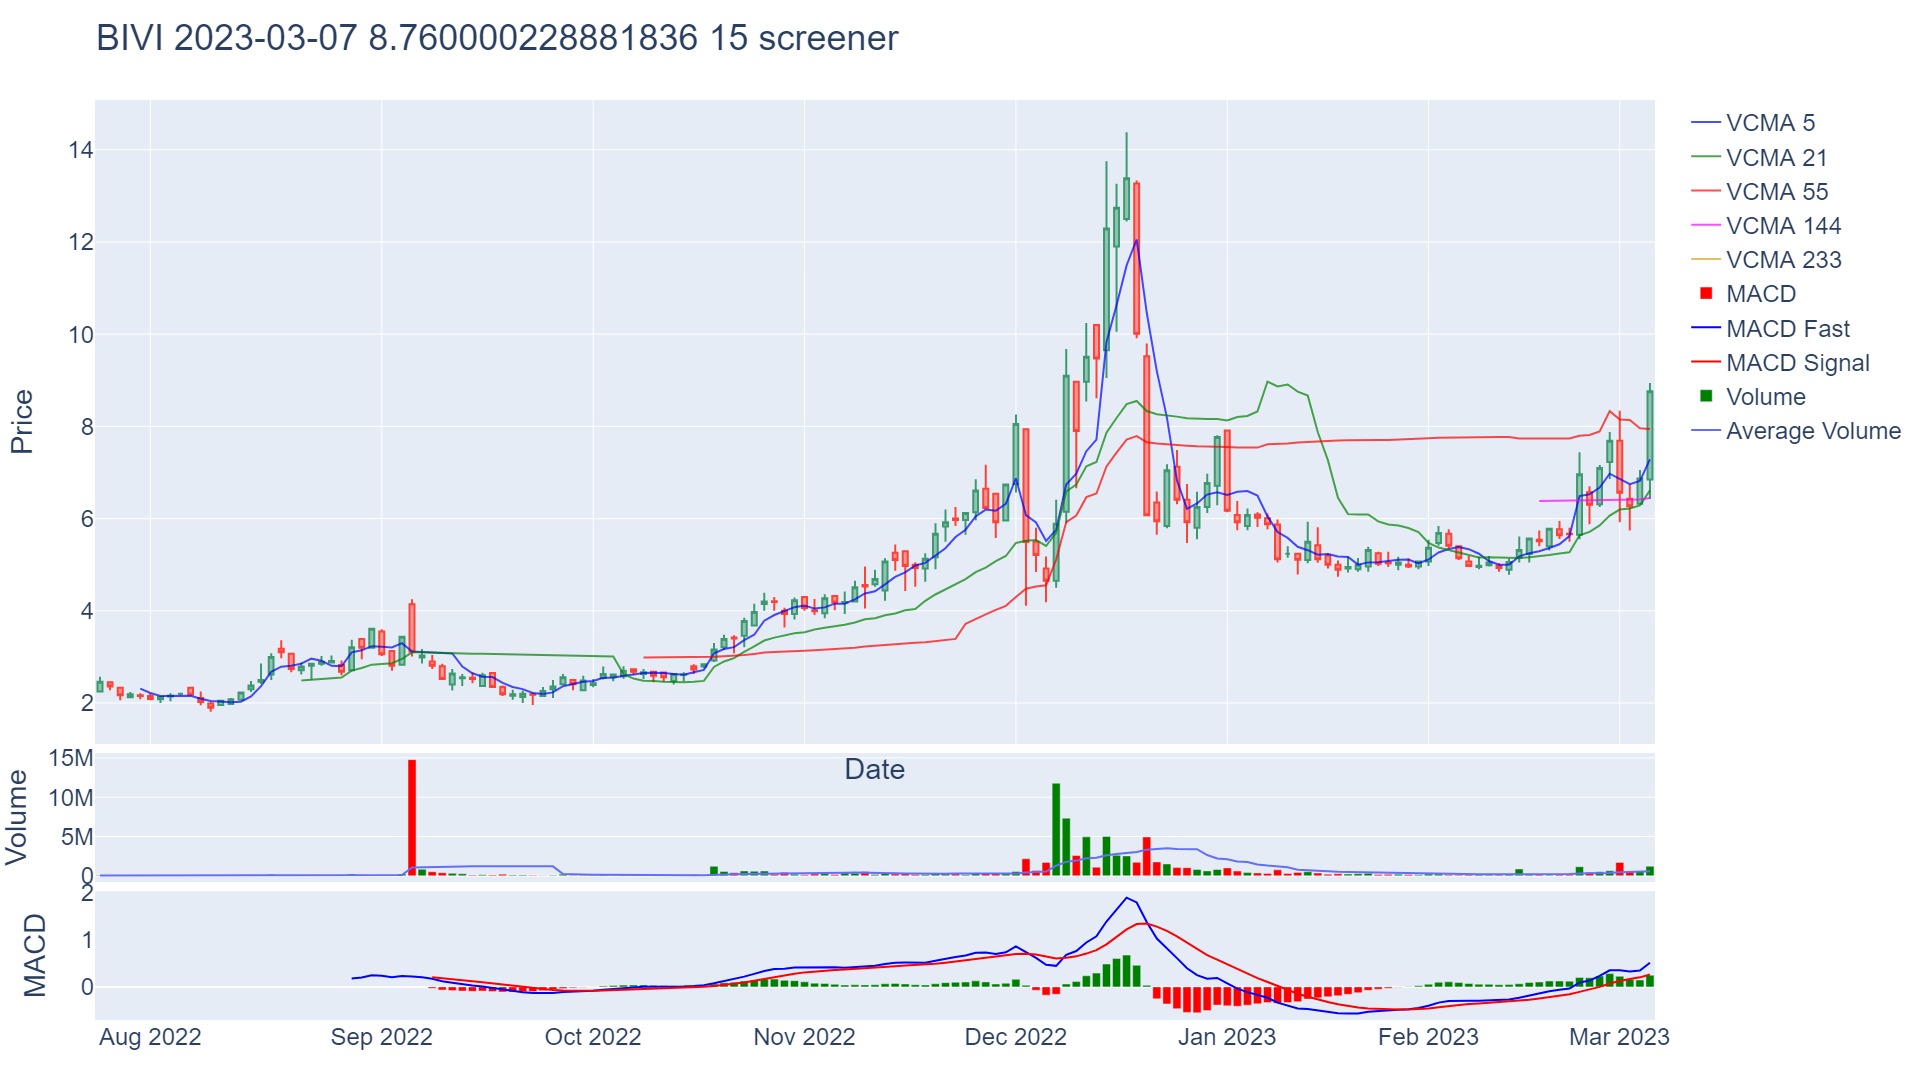 BIVI 2023-03-07 8.760000228881836 15 screener
VCMA 5
VCMA 21
VCMA 55
VCMA 144
VCMA 233
MACD
MACD Fast
MACD Signal
Volume
Average Volume
Price
14
12
10
8
6
4
2
Date
Volume
15M
10M
5M
0
MACD
2
1
0
Aug 2022
Sep 2022
Oct 2022
Nov 2022
Dec 2022
Jan 2023
Feb 2023
Mar 2023